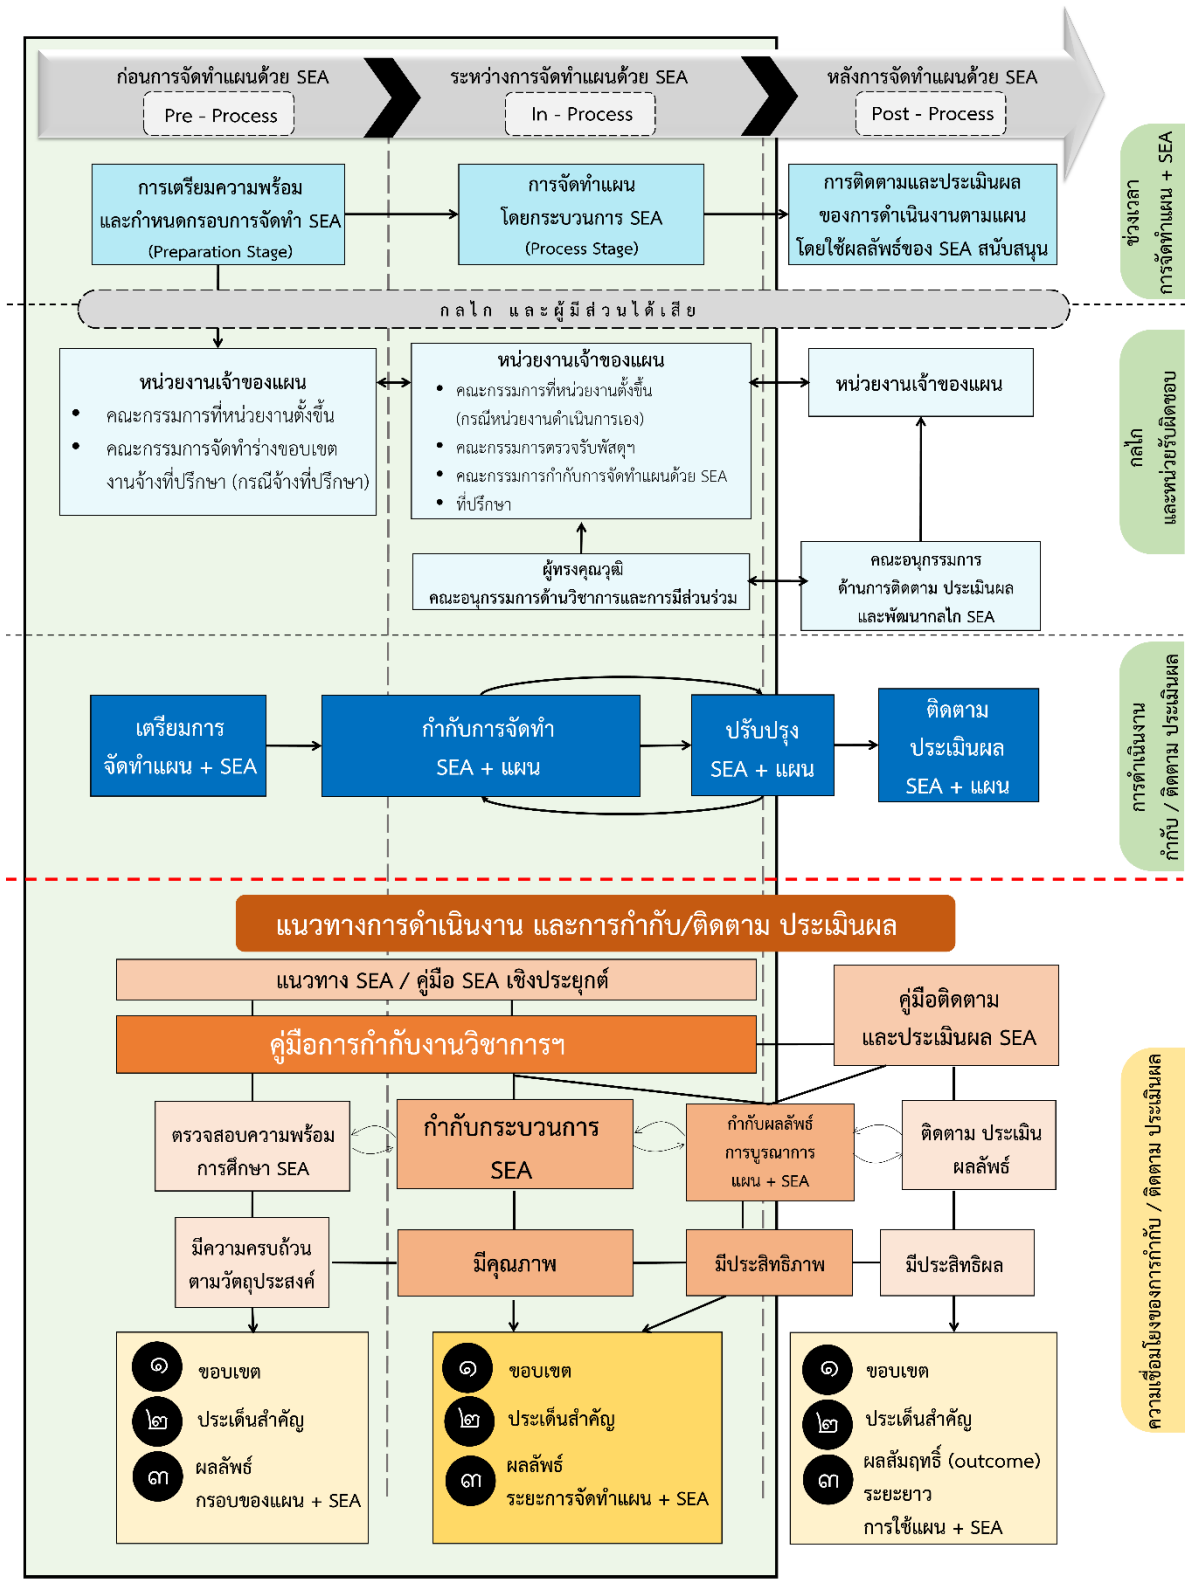 ก่อนการจัดทำแผนด้วย SEA
ระหว่างการจัดทำแผนด้วย SEA
หลังการจัดทำแผนด้วย SEA
Pre - Process
In - Process
Post - Process
การเตรียมความพร้อม
และกำหนดกรอบการจัดทำ SEA
(Preparation Stage)
การจัดทำแผน
โดยกระบวนการ SEA
(Process Stage)
การติดตามและประเมินผล
ของการดำเนินงานตามแผน
โดยใช้ผลลัพธ์ของ SEA สนับสนุน
ช่วงเวลา
การจัดทำแผน + SEA
กลไก และผู้มีส่วนได้เสีย
หน่วยงานเจ้าของแผน
• คณะกรรมการที่หน่วยงานตั้งขึ้น
• คณะกรรมการจัดทำร่างขอบเขต
งานจ้างที่ปรึกษา (กรณีจ้างที่ปรึกษา)
หน่วยงานเจ้าของแผน
• คณะกรรมการที่หน่วยงานตั้งขึ้น
(กรณีหน่วยงานดำเนินการเอง)
• คณะกรรมการตรวจรับพัสดุฯ
• คณะกรรมการกำกับการจัดทำแผนด้วย SEA
• ที่ปรึกษา
หน่วยงานเจ้าของแผน
ผู้ทรงคุณวุฒิ
คณะอนุกรรมการด้านวิชาการและการมีส่วนร่วม
คณะอนุกรรมการ
ด้านการติดตาม ประเมินผล
และพัฒนากลไก SEA
กลไก
และหน่วยรับผิดชอบ
เตรียมการ
จัดทำแผน + SEA
กำกับการจัดทำ
SEA + แผน
ปรับปรุง
SEA + แผน
ติดตาม
ประเมินผล
SEA + แผน
การดำเนินงาน
กำกับ / ติดตาม ประเมินผล
แนวทางการดำเนินงาน และการกำกับ/ติดตาม ประเมินผล
แนวทาง SEA / คู่มือ SEA เชิงประยุกต์
คู่มือการกำกับงานวิชาการฯ
คู่มือติดตาม
และประเมินผล SEA
ตรวจสอบความพร้อม
การศึกษา SEA
กำกับกระบวนการ
SEA
กำกับผลลัพธ์
การบูรณาการ
แผน + SEA
ติดตาม ประเมิน
ผลลัพธ์
มีความครบถ้วน
ตามวัตถุประสงค์
มีคุณภาพ
มีประสิทธิภาพ
มีประสิทธิผล
๑ ขอบเขต
๒ ประเด็นสำคัญ
๓ ผลลัพธ์
กรอบของแผน + SEA
๑ ขอบเขต
๒ ประเด็นสำคัญ
๓ ผลลัพธ์
ระยะการจัดทำแผน + SEA
๑ ขอบเขต
๒ ประเด็นสำคัญ
๓ ผลสัมฤทธิ์ (outcome)
ระยะยาว
การใช้แผน + SEA
ความเชื่อมโยงของการกำกับ / ติดตาม ประเมินผล